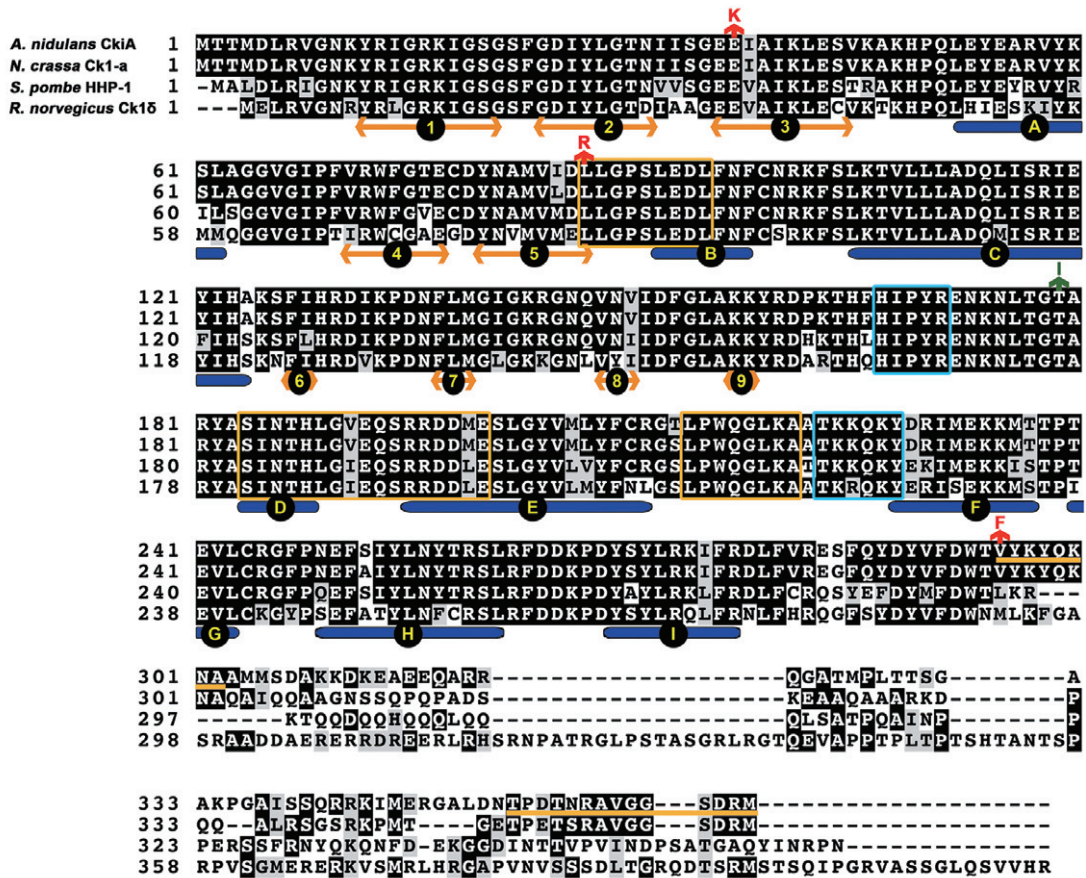 K
A. nidulans CkiA 1 MTTMDLRVGNKYRIGRKIGSGSFGDIYLGTNIISGEEIAIKLESVKAKHPQLEYEARVYK
N. crassa Ck1-a 1 MTTMDLRVGNKYRIGRKIGSGSFGDIYLGTNIISGEEIAIKLESVKAKHPQLEYEARVYK
S. pombe HHP-1 1 -MALDLRIGNKYRIGRKIGSGSFGDIYLGTNVVSGEEVAIKLESTRAKHPQLEYEYRVYR
R. norvegicus Ck1δ 1 ---MELRVGNRYRLGRKIGSGSFGDIYLGTDIAAGEEVAIKLECVKTKHPQLHIESKIYK
1 2 3 A
R
61 SLAGGVGIPFVRWFGTECDYNAMVIDLLGPSLEDLFNFCNRKFSLKTVLLLADQLISRIE
61 SLAGGVGIPFVRWFGTECDYNAMVLDLLGPSLEDLFNFCNRKFSLKTVLLLADQLISRIE
60 ILSGGVGIPFVRWFGVECDYNAMVMDLLGPSLEDLFNFCNRKFSLKTVLLLADQLISRIE
58 MMQGGVGIPTIRWCGAEGDYNVMVMELLGPSLEDLFNFCSRKFSLKTVLLLADQMISRIE
4 5 B C
I
121 YIHAKSFIHRDIKPDNFLMGIGKRGNQVNVIDFGLAKKYRDPKTHFHIPYRENKNLTGTA
121 YIHAKSFIHRDIKPDNFLMGIGKRGNQVNVIDFGLAKKYRDPKTHFHIPYRENKNLTGTA
120 FIHSKSFLHRDIKPDNFLMGIGKRGNQVNIIDFGLAKKYRDHKTHLHIPYRENKNLTGTA
118 YIHSKNFIHRDVKPDNFLMGLGKKGNLVYIIDFGLAKKYRDARTHQHIPYRENKNLTGTA
6 7 8 9
181 RYASINTHLGVEQSRRDDMESLGYVMLYFCRGTLPWQGLKAATKKQKYDRIMEKKMTTPT
181 RYASINTHLGVEQSRRDDMESLGYVMLYFCRGSLPWQGLKAATKKQKYDRIMEKKMTTPT
180 RYASINTHLGIEQSRRDDLESLGYVLVYFCRGSLPWQGLKATTKKQKYEKIMEKKISTPT
178 RYASINTHLGIEQSRRDDLESLGYVLMYFNLGSLPWQGLKAATKRQKYERISEKKMSTPI
D E F
F
241 EVLCRGFPNEFSIYLNYTRSLRFDDKPDYSYLRKIFRDLFVRESFQYDYVFDWTVYKYQK
241 EVLCRGFPNEFAIYLNYTRSLRFDDKPDYSYLRKIFRDLFVREGFQYDYVFDWTVYKYQK
240 EVLCRGFPQEFSIYLNYTRSLRFDDKPDYAYLRKLFRDLFCRQSYEFDYMFDWTLKR---
238 EVLCKGYPSEFATYLNFCRSLRFDDKPDYSYLRQLFRNLFHRQGFSYDYVFDWNMLKFGA
G H I
301 NAAMMSDAKKDKEAEEQARR--------------------QGATMPLTTSG--------A
301 NAQAIQQAAGNSSQPQPADS--------------------KEAAQAAARKD--------P
297 ------KTQQDQQHQQQLQQ--------------------QLSATPQAINP--------P
298 SRAADDAERERRDREERLRHSRNPATRGLPSTASGRLRGTQEVAPPTPLTPTSHTANTSP
333 AKPGAISSQRRKIMERGALDNTPDTNRAVGG---SDRM----------------------
333 QQ--ALRSGSRKPMT----GETPETSRAVGG---SDRM----------------------
323 PERSSFRNYQKQNFD-EKGGDINTTVPVINDPSATGAQYINRPN----------------
358 RPVSGMERERKVSMRLHRGAPVNVSSSDLTGRQDTSRMSTSQIPGRVASSGLQSVVHR